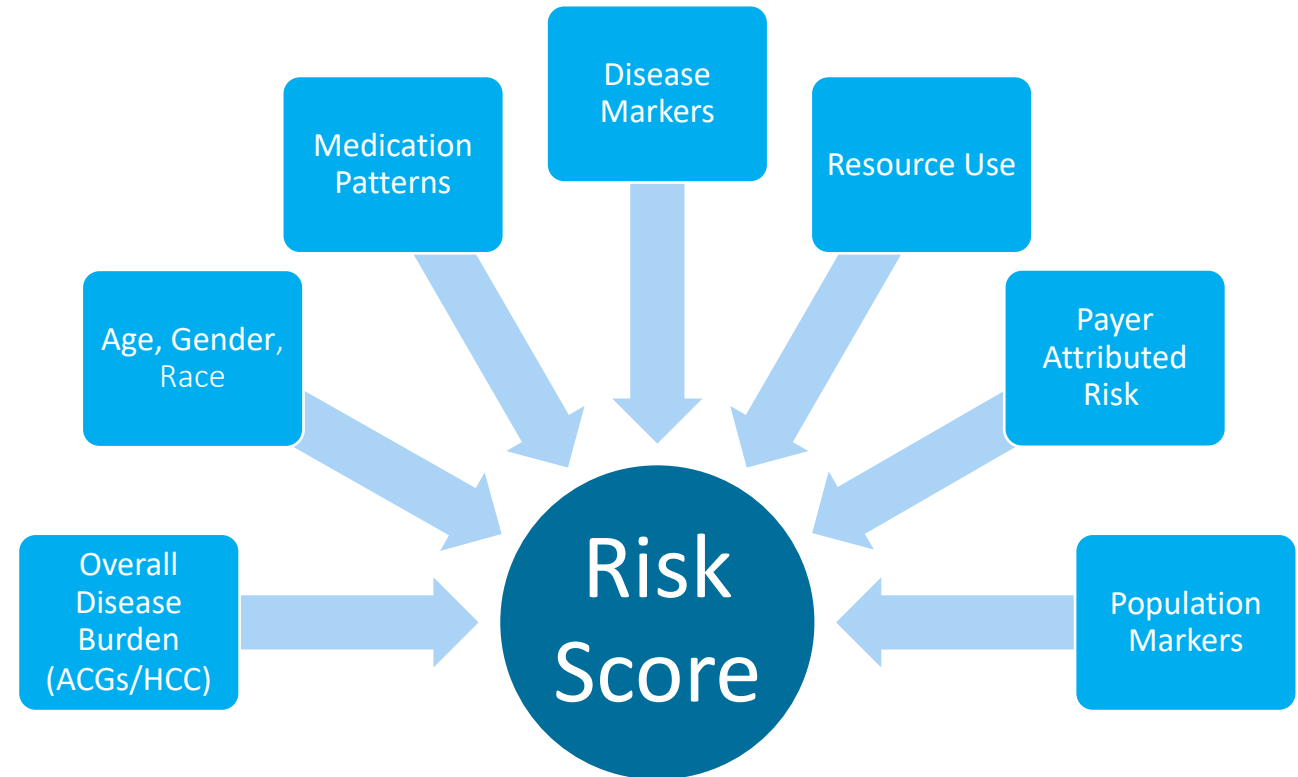 Disease
Markers
Medication
Patterns
Resource Use
Age, Gender,
Race
Payer
Attributed
Risk
Overall
Disease
Burden
(ACGs/HCC)
Risk
Score
Population
Markers